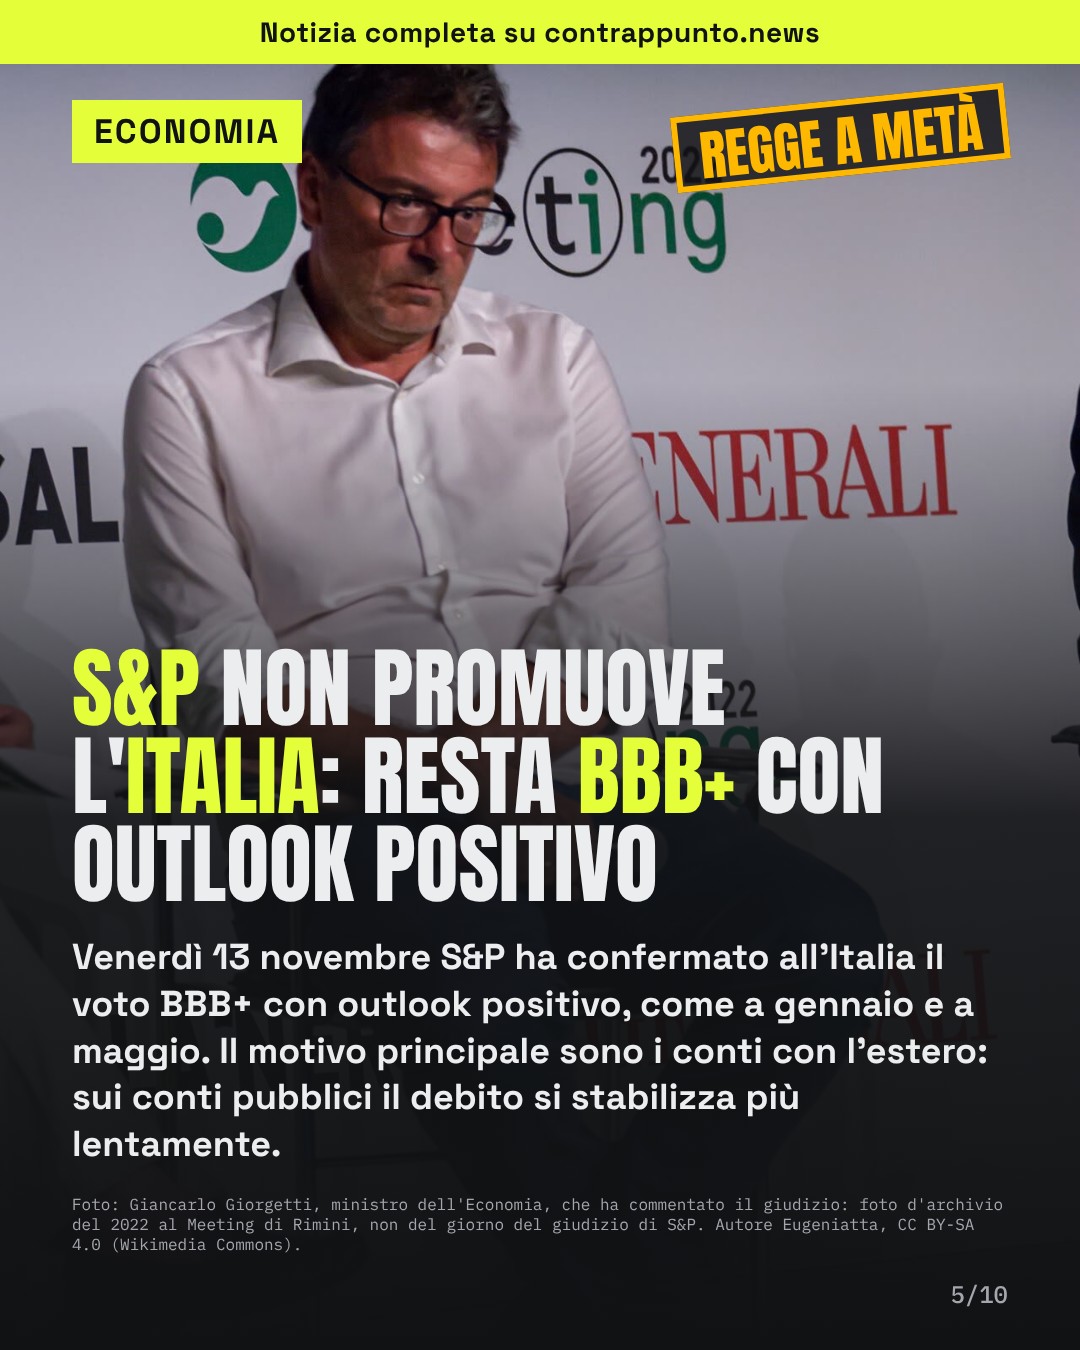 Notizia completa su contrappunto.news
ECONOMIA
REGGE A METÀ
eting
GENERALI
SAL
S&P NON PROMUOVE
L'ITALIA: RESTA BBB+ CON
OUTLOOK POSITIVO
Venerdì 13 novembre S&P ha confermato all’Italia il
voto BBB+ con outlook positivo, come a gennaio e a
maggio. Il motivo principale sono i conti con l’estero:
sui conti pubblici il debito si stabilizza più
lentamente.
Foto: Giancarlo Giorgetti, ministro dell'Economia, che ha commentato il giudizio: foto d'archivio
del 2022 al Meeting di Rimini, non del giorno del giudizio di S&P. Autore Eugeniatta, CC BY-SA
4.0 (Wikimedia Commons).
5/10